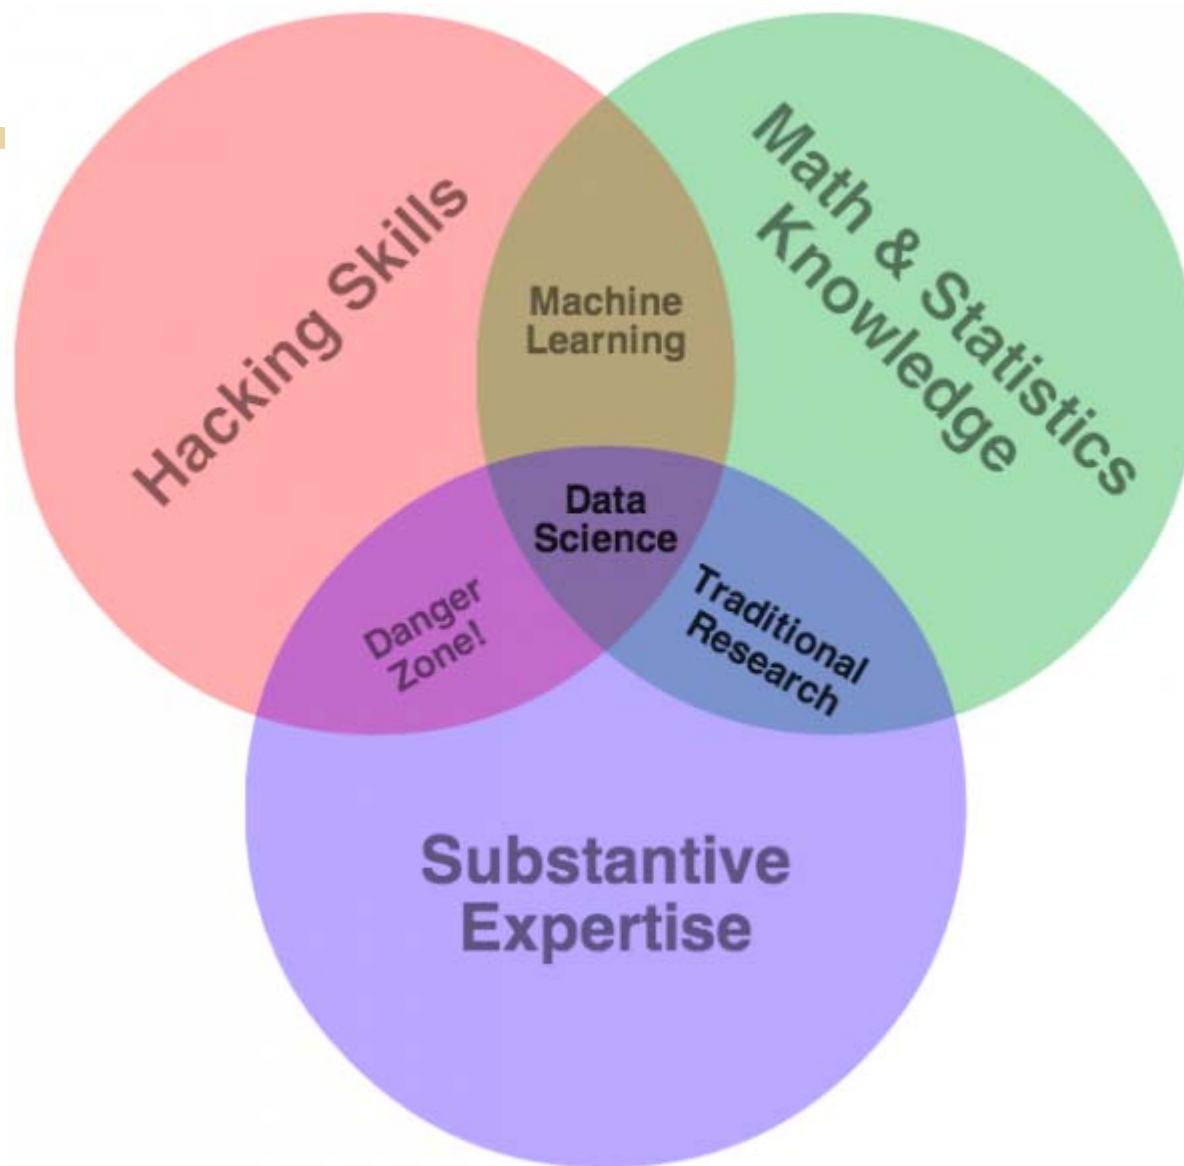 Hacking Skills
Math & Statistics
Knowledge
Machine
Learning
Data
Science
Danger
Zone!
Traditional
Research
Substantive
Expertise